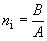 n₁ = B/A